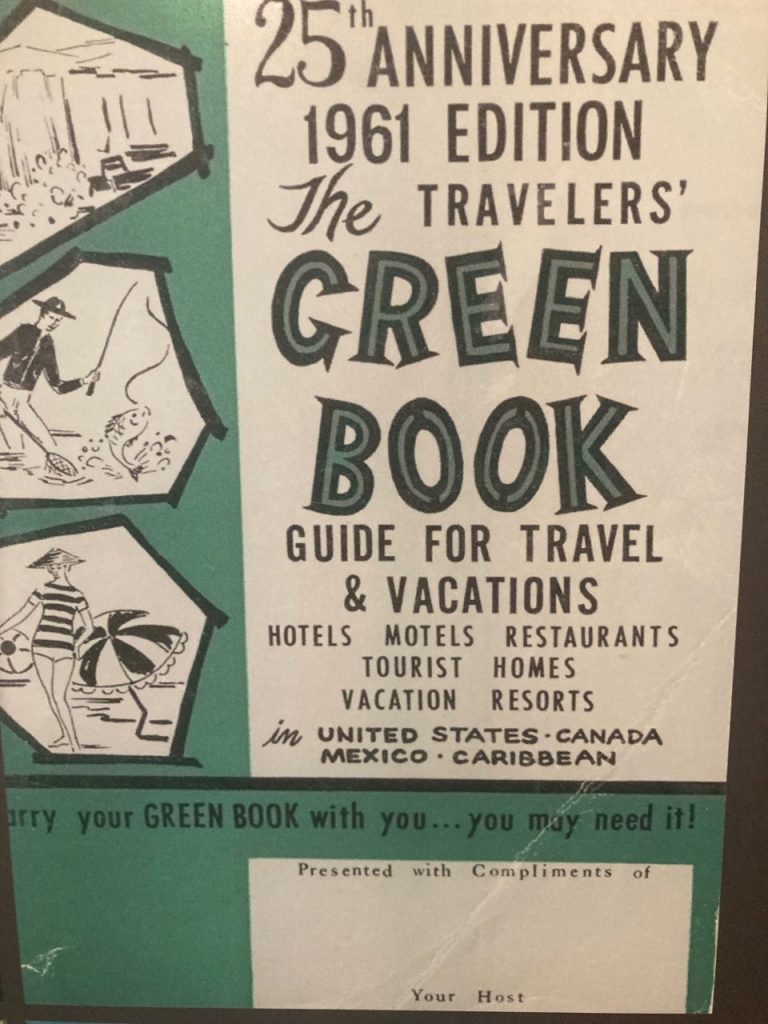 25th ANNIVERSARY
1961 EDITION
The TRAVELERS'
GREEN
BOOK
GUIDE FOR TRAVEL
& VACATIONS
HOTELS MOTELS RESTAURANTS
TOURIST HOMES
VACATION RESORTS
in UNITED STATES · CANADA
MEXICO · CARIBBEAN
arry your GREEN BOOK with you...you may need it!
Presented with Compliments of
Your Host